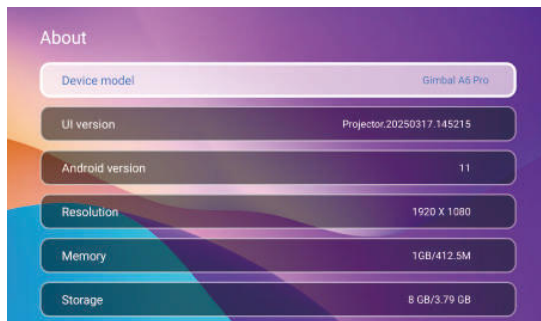 About
Device model Gimbal A6 Pro
UI version Projector.20250317.145215
Android version 11
Resolution 1920 X 1080
Memory 1GB/412.5M
Storage 8 GB/3.79 GB